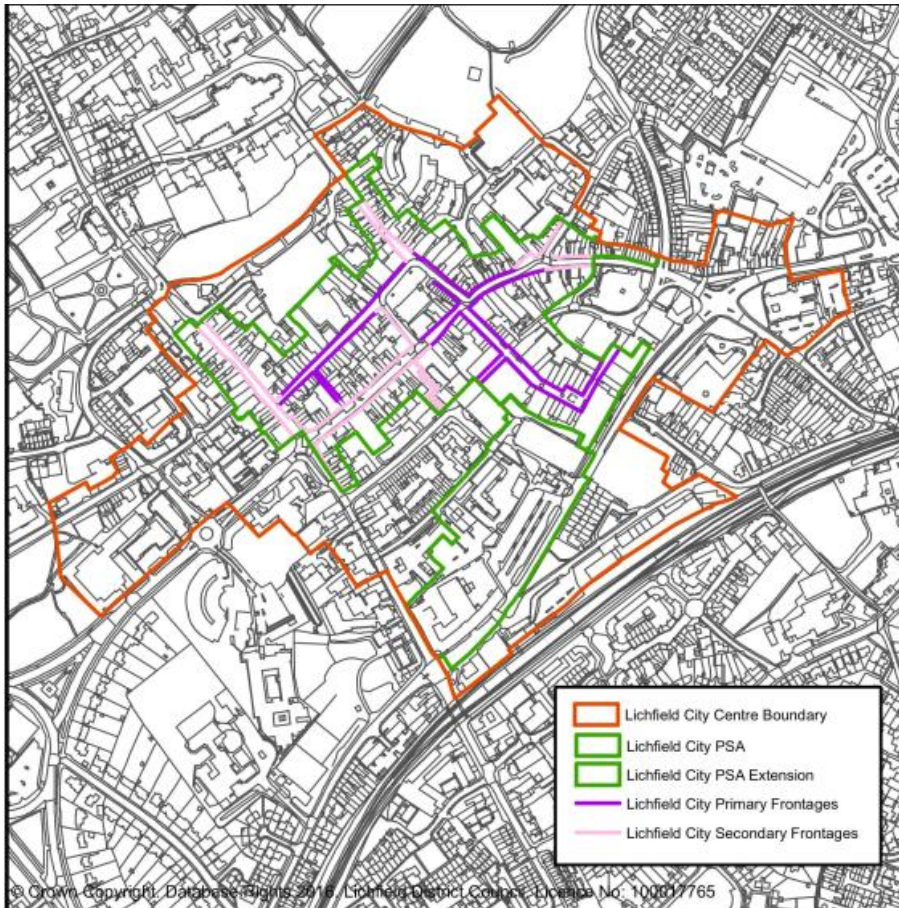 Lichfield City Centre Boundary
Lichfield City PSA
Lichfield City PSA Extension
Lichfield City Primary Frontages
Lichfield City Secondary Frontages
© Crown Copyright. Database Rights 2016. Lichfield District Council. Licence No: 100017765